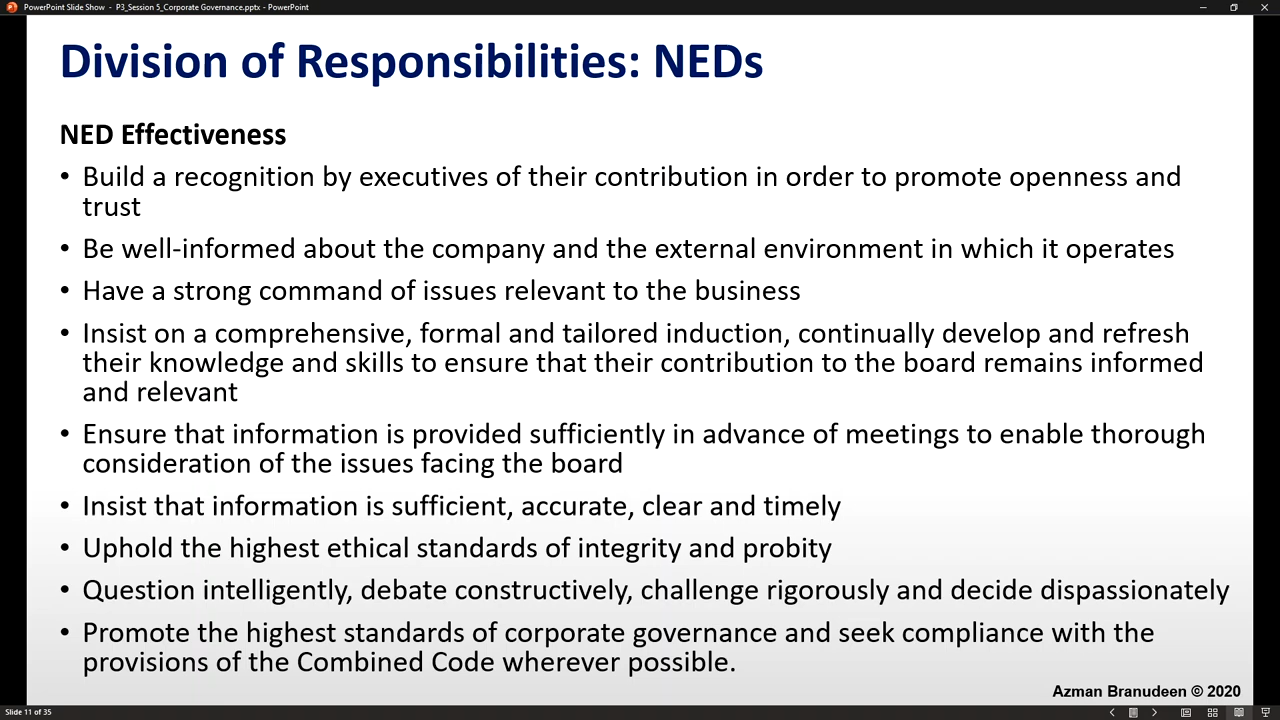 PowerPoint Slide Show - P3_Session 5_Corporate Governance.pptx - PowerPoint
Division of Responsibilities: NEDs
NED Effectiveness
• Build a recognition by executives of their contribution in order to promote openness and
trust
• Be well-informed about the company and the external environment in which it operates
• Have a strong command of issues relevant to the business
• Insist on a comprehensive, formal and tailored induction, continually develop and refresh
their knowledge and skills to ensure that their contribution to the board remains informed
and relevant
• Ensure that information is provided sufficiently in advance of meetings to enable thorough
consideration of the issues facing the board
• Insist that information is sufficient, accurate, clear and timely
• Uphold the highest ethical standards of integrity and probity
• Question intelligently, debate constructively, challenge rigorously and decide dispassionately
• Promote the highest standards of corporate governance and seek compliance with the
provisions of the Combined Code wherever possible.
Azman Branudeen © 2020
Slide 11 of 35